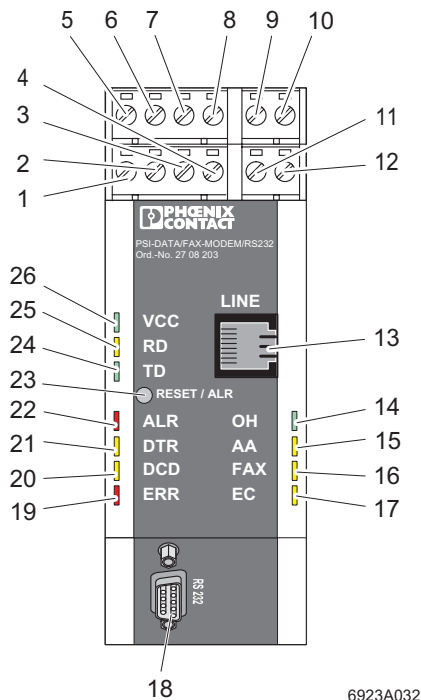 5 6 7 8 9 10
4
3
2
1
11
12
PHŒNIX
CONTACT
PSI-DATA/FAX-MODEM/RS232
Ord.-No. 27 08 203
LINE
26 VCC
25 RD
24 TD
13
23 RESET / ALR
22 ALR OH 14
21 DTR AA 15
20 DCD FAX 16
19 ERR EC 17
RS 232
18
6923A032